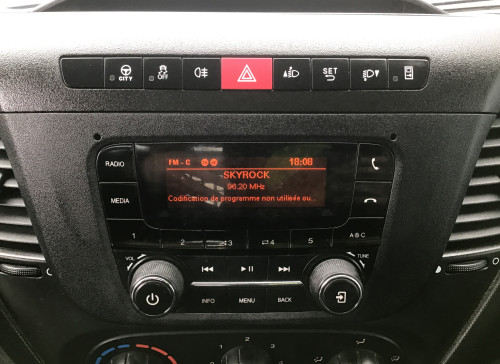 CITY
OFF
SET
RADIO
FM - C
18:08
SKYROCK
96.20 MHz
Codification de programme non utilisée ou...
MEDIA
1 2 3 4 5 A B C
VOL
TUNE
INFO MENU BACK